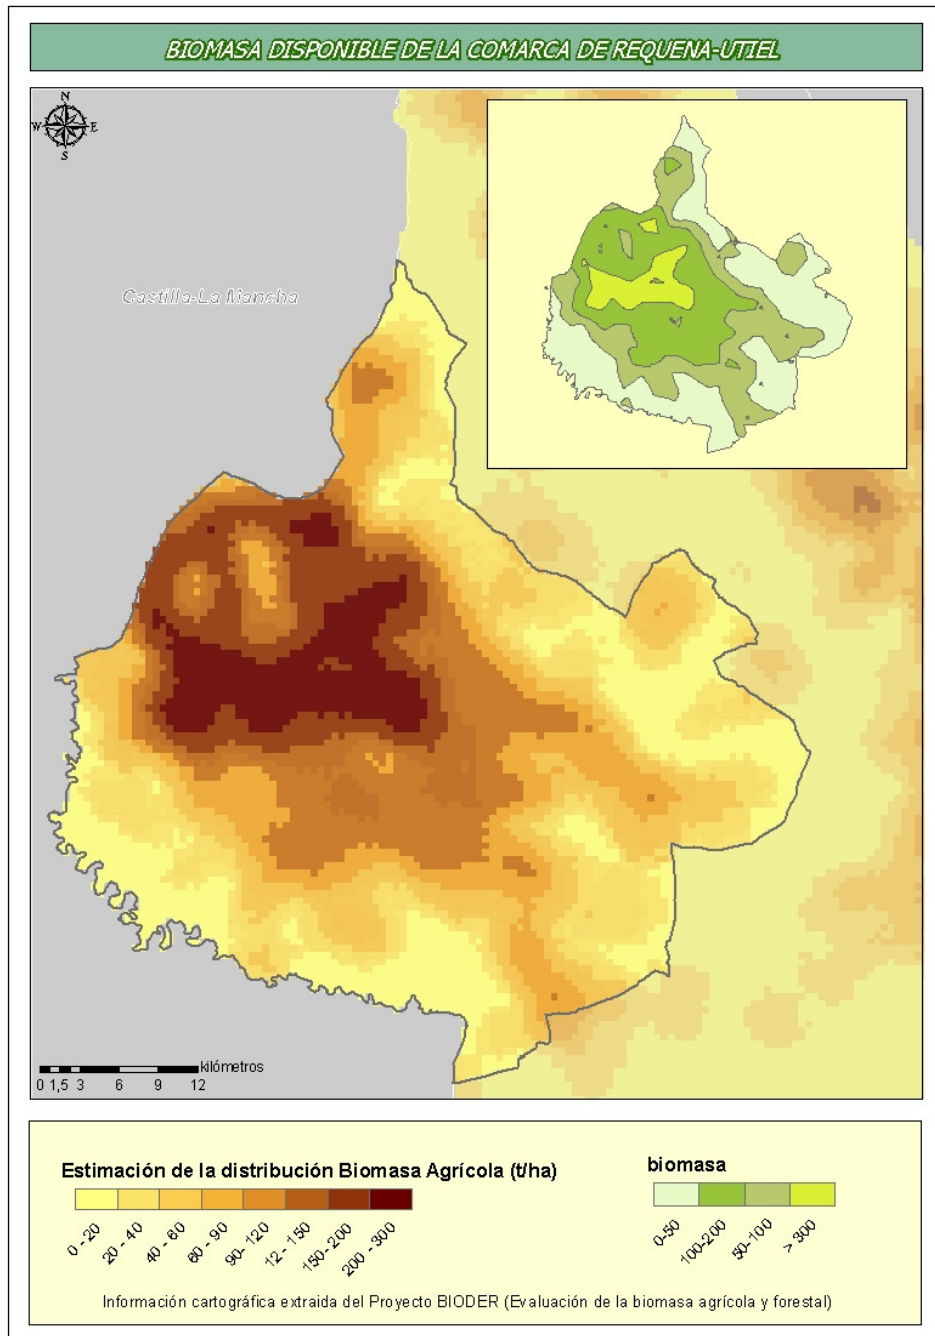 BIOMASA DISPONIBLE DE LA COMARCA DE REQUENA-UTIEL
N
W E
S
Castilla-La Mancha
kilómetros
0 1,5 3 6 9 12
Estimación de la distribución Biomasa Agrícola (t/ha)
0 - 20
20 - 40
40 - 60
60 - 90
90- 120
12 - 150
150 -200
200 - 300
biomasa
0-50
100-200
50-100
> 300
Información cartográfica extraida del Proyecto BIODER (Evaluación de la biomasa agrícola y forestal)